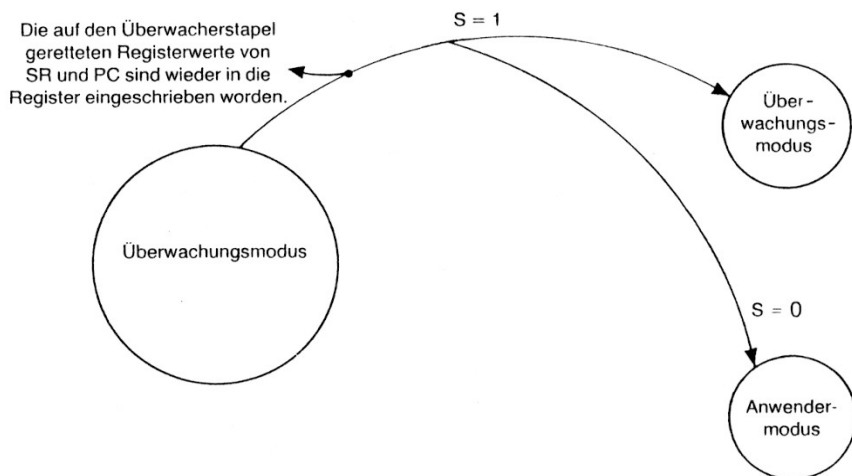 Die auf den Überwacherstapel
geretteten Registerwerte von
SR und PC sind wieder in die
Register eingeschrieben worden.
S = 1
Über-
wachungs-
modus
Überwachungsmodus
S = 0
Anwender-
modus